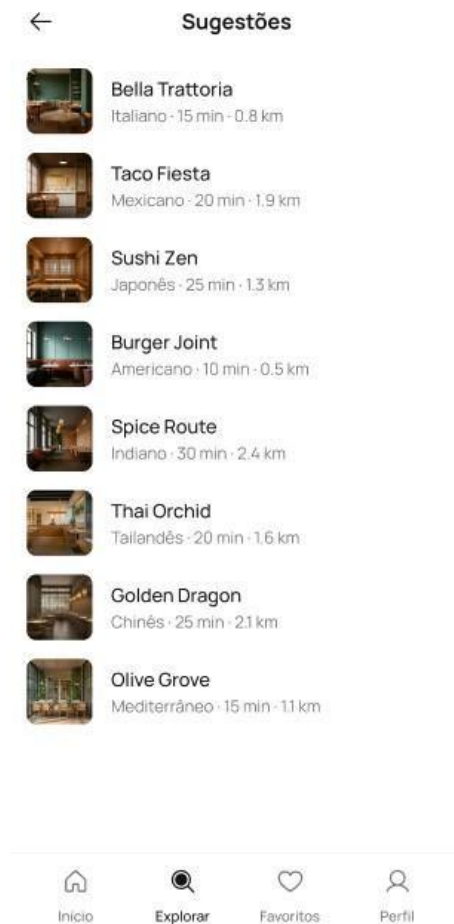 Sugestões
Bella Trattoria
Italiano · 15 min · 0.8 km
Taco Fiesta
Mexicano · 20 min · 1.9 km
Sushi Zen
Japonês · 25 min · 1.3 km
Burger Joint
Americano · 10 min · 0.5 km
Spice Route
Indiano · 30 min · 2.4 km
Thai Orchid
Tailandês · 20 min · 1.6 km
Golden Dragon
Chinês · 25 min · 2.1 km
Olive Grove
Mediterrâneo · 15 min · 1.1 km
Início Explorar Favoritos Perfil